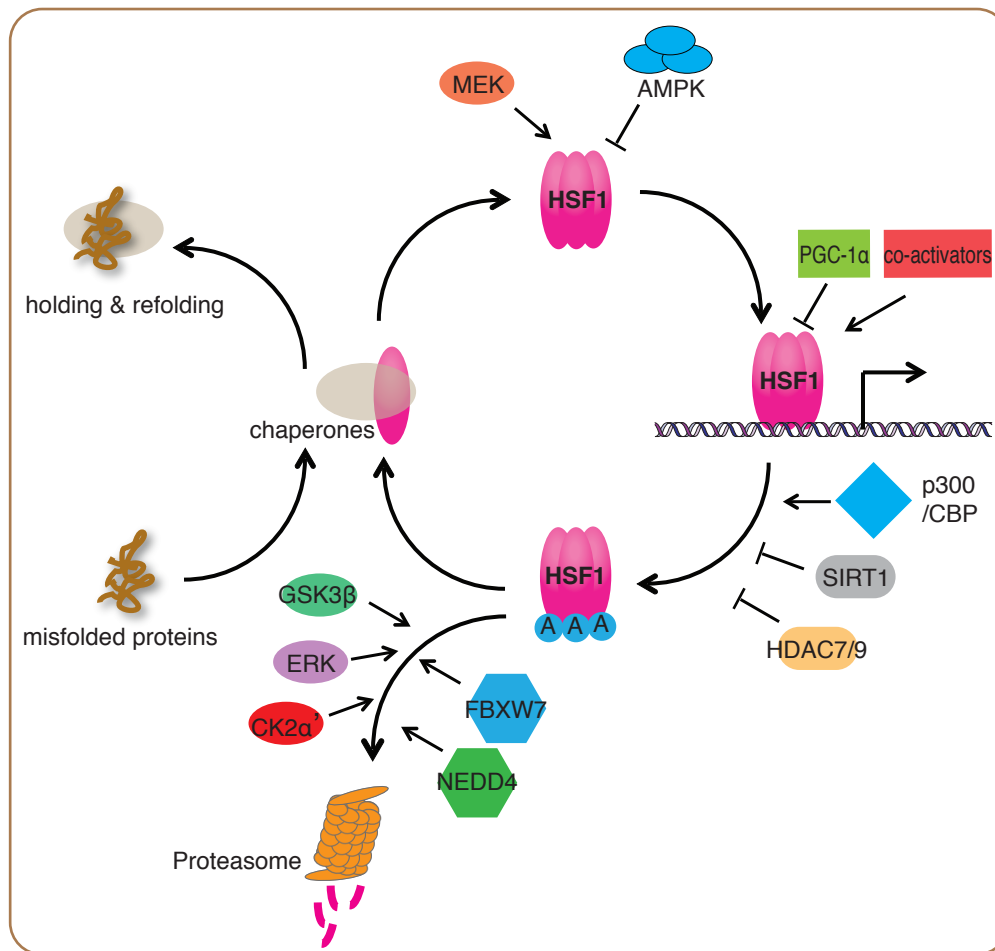 MEK
AMPK
HSF1
PGC-1α
co-activators
holding & refolding
HSF1
chaperones
p300
/CBP
HSF1
SIRT1
A A A
GSK3β
misfolded proteins
HDAC7/9
ERK
FBXW7
CK2α’
NEDD4
Proteasome